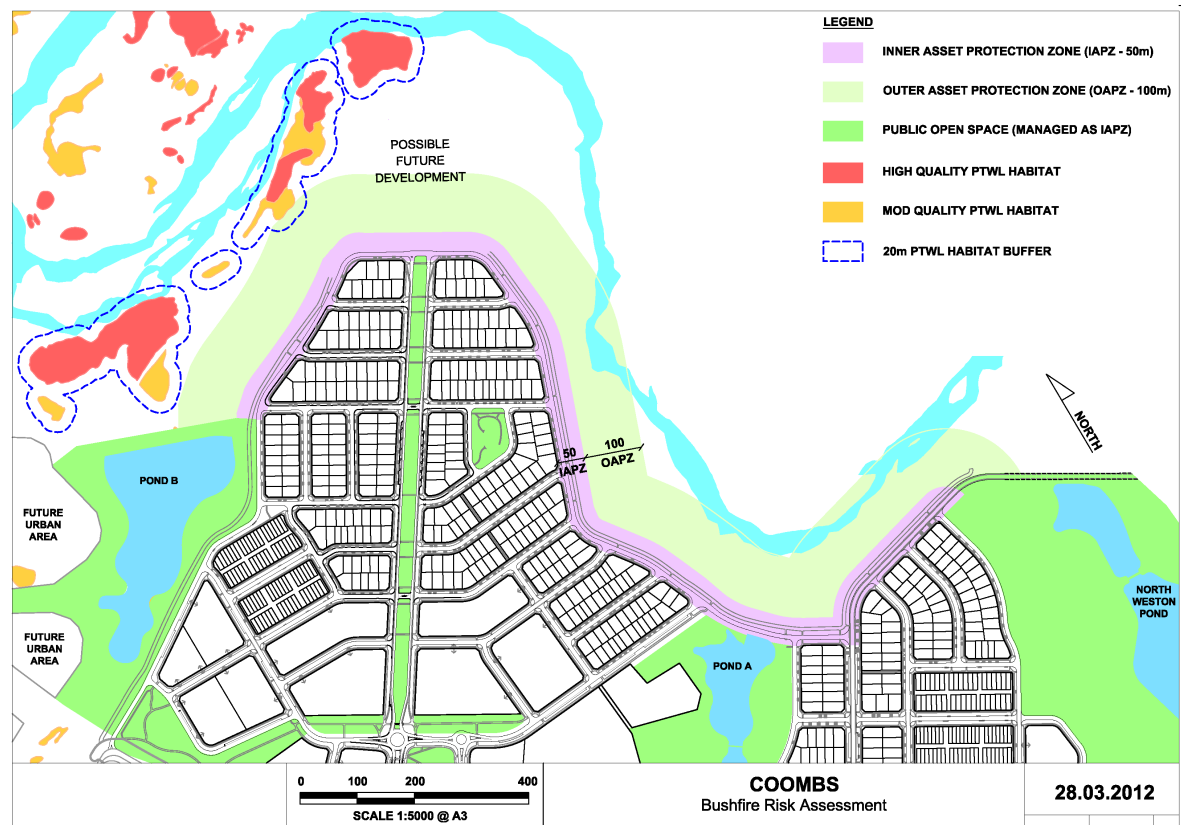 LEGEND
INNER ASSET PROTECTION ZONE (IAPZ - 50m)
OUTER ASSET PROTECTION ZONE (OAPZ - 100m)
PUBLIC OPEN SPACE (MANAGED AS IAPZ)
HIGH QUALITY PTWL HABITAT
MOD QUALITY PTWL HABITAT
20m PTWL HABITAT BUFFER
POSSIBLE
FUTURE
DEVELOPMENT
NORTH
50
IAPZ
100
OAPZ
POND B
FUTURE
URBAN
AREA
FUTURE
URBAN
AREA
POND A
NORTH
WESTON
POND
0 100 200 400
SCALE 1:5000 @ A3
COOMBS
Bushfire Risk Assessment
28.03.2012